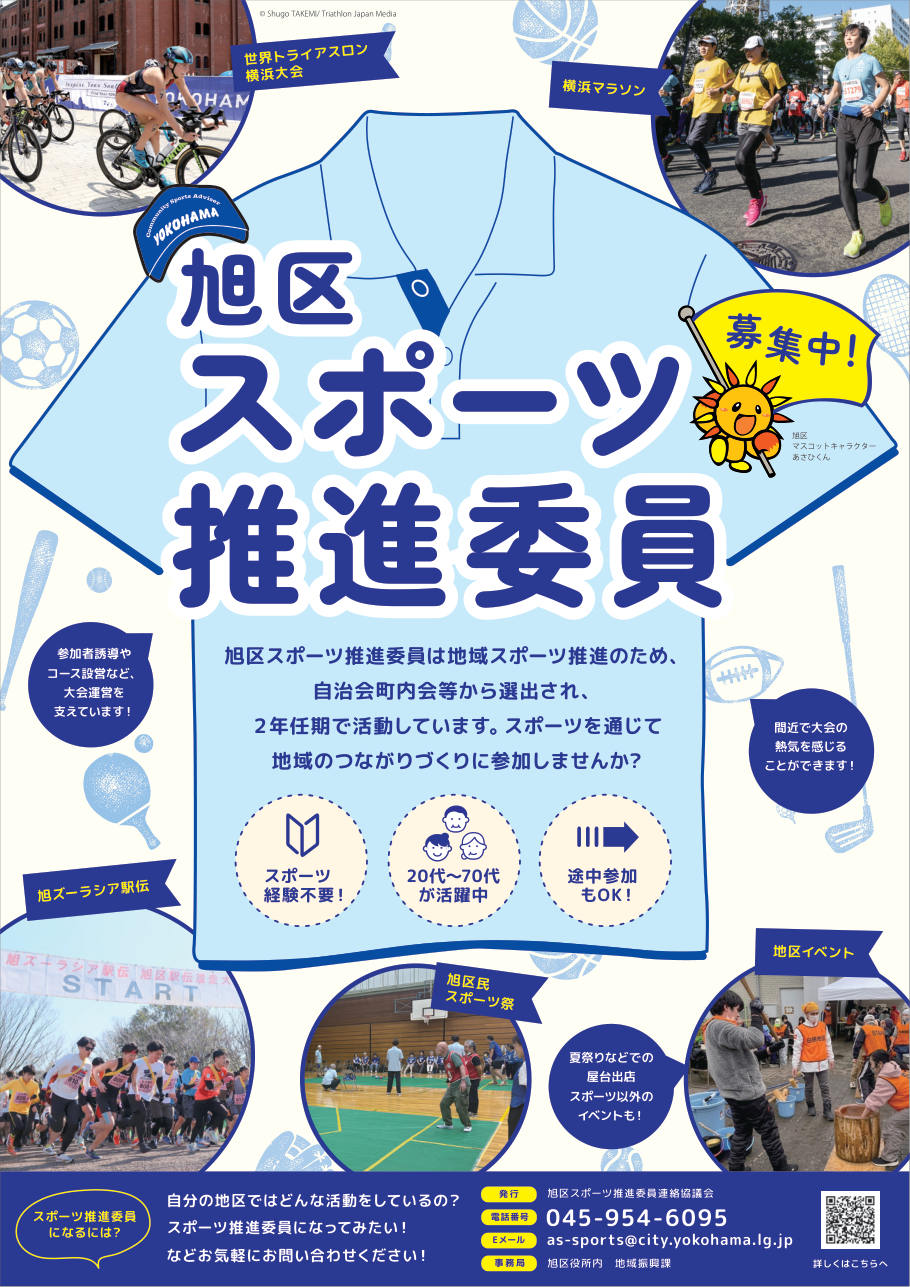 © Shugo TAKEMI/ Triathlon Japan Media
世界トライアスロン
横浜大会
YOKOHAM
横浜マラソン
Community Sports Adviser
YOKOHAMA
旭区
スポーツ
推進委員
募集中!
旭区
マスコットキャラクター
あさひくん
旭区スポーツ推進委員は地域スポーツ推進のため、
自治会町内会等から選出され、
2年任期で活動しています。スポーツを通じて
地域のつながりづくりに参加しませんか?
参加者誘導や
コース設営など、
大会運営を
支えています!
間近で大会の
熱気を感じる
ことができます!
スポーツ
経験不要!
20代〜70代
が活躍中
途中参加
もOK!
旭ズーラシア駅伝
旭ズーラシア駅伝
START
旭区民
スポーツ祭
地区イベント
夏祭りなどでの
屋台出店
スポーツ以外の
イベントも!
スポーツ推進委員
になるには?
自分の地区ではどんな活動をしているの?
スポーツ推進委員になってみたい!
などお気軽にお問い合わせください!
発行 旭区スポーツ推進委員連絡協議会
電話番号 045-954-6095
Eメール as-sports@city.yokohama.lg.jp
事務局 旭区役所内 地域振興課
詳しくはこちらへ